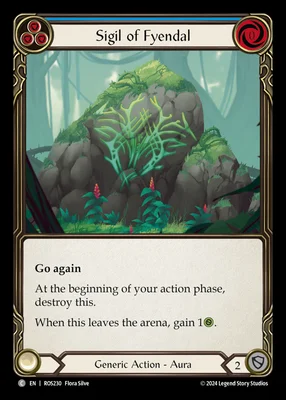 Sigil of Fyendal
Go again
At the beginning of your action phase,
destroy this.
When this leaves the arena, gain 1.
Generic Action - Aura
2
C EN | ROS230 Flora Silve
© 2024 Legend Story Studios